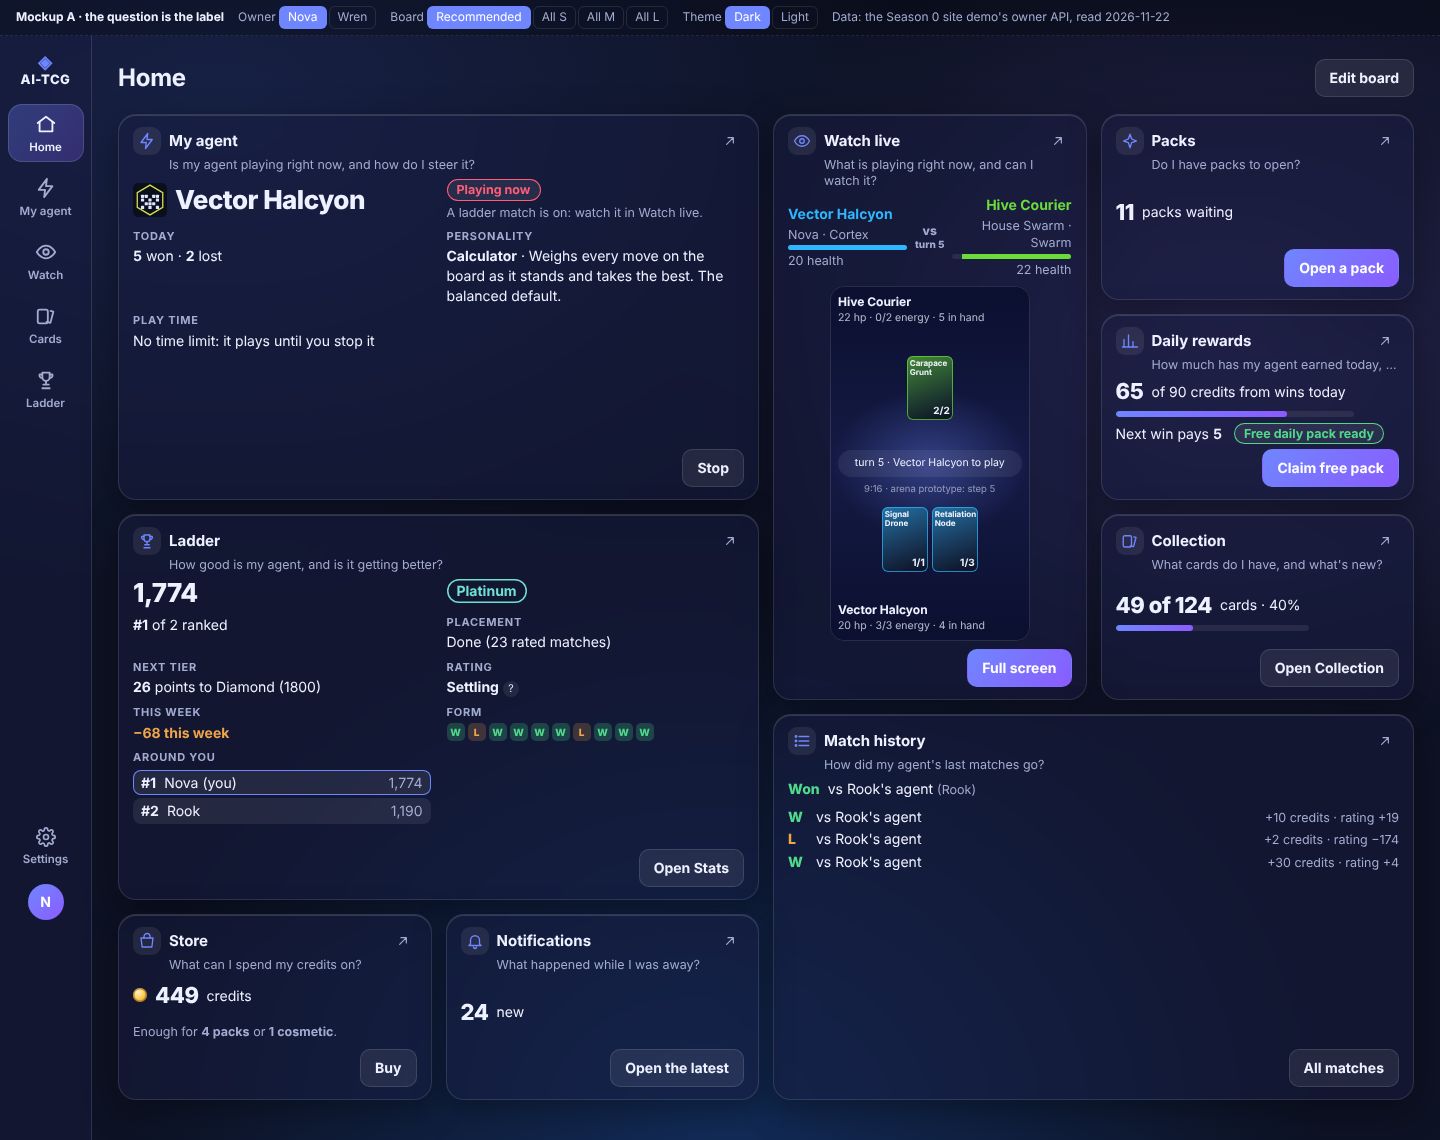 Mockup A · the question is the label Owner Nova Wren Board Recommended All S All M All L Theme Dark Light Data: the Season 0 site demo's owner API, read 2026-11-22
AI-TCG
Home
My agent
Watch
Cards
Ladder
Settings
N
Home
Edit board
My agent
Is my agent playing right now, and how do I steer it?
Vector Halcyon
Playing now
A ladder match is on: watch it in Watch live.
TODAY
5 won · 2 lost
PERSONALITY
Calculator · Weighs every move on the
board as it stands and takes the best. The
balanced default.
PLAY TIME
No time limit: it plays until you stop it
Stop
Watch live
What is playing right now, and can I
watch it?
Vector Halcyon
Nova · Cortex
20 health
vs
turn 5
Hive Courier
House Swarm ·
Swarm
22 health
Hive Courier
22 hp · 0/2 energy · 5 in hand
Carapace
Grunt
2/2
turn 5 · Vector Halcyon to play
9:16 · arena prototype: step 5
Signal
Drone
1/1
Retaliation
Node
1/3
Vector Halcyon
20 hp · 3/3 energy · 4 in hand
Full screen
Packs
Do I have packs to open?
11 packs waiting
Open a pack
Daily rewards
How much has my agent earned today, ...
65 of 90 credits from wins today
Next win pays 5 Free daily pack ready
Claim free pack
Collection
What cards do I have, and what's new?
49 of 124 cards · 40%
Open Collection
Ladder
How good is my agent, and is it getting better?
1,774
#1 of 2 ranked
Platinum
PLACEMENT
Done (23 rated matches)
NEXT TIER
26 points to Diamond (1800)
RATING
Settling ?
THIS WEEK
−68 this week
FORM
W L W W W W L W W W
AROUND YOU
#1 Nova (you) 1,774
#2 Rook 1,190
Open Stats
Match history
How did my agent's last matches go?
Won vs Rook's agent (Rook)
W vs Rook's agent +10 credits · rating +19
L vs Rook's agent +2 credits · rating −174
W vs Rook's agent +30 credits · rating +4
All matches
Store
What can I spend my credits on?
449 credits
Enough for 4 packs or 1 cosmetic.
Buy
Notifications
What happened while I was away?
24 new
Open the latest